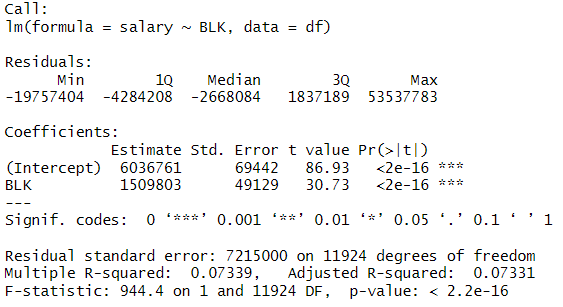 Call:
lm(formula = salary ~ BLK, data = df)
Residuals:
Min 1Q Median 3Q Max
-19757404 -4284208 -2668084 1837189 53537783
Coefficients:
Estimate Std. Error t value Pr(>|t|)
(Intercept) 6036761 69442 86.93 <2e-16 ***
BLK 1509803 49129 30.73 <2e-16 ***
---
Signif. codes: 0 ‘***’ 0.001 ‘**’ 0.01 ‘*’ 0.05 ‘.’ 0.1 ‘ ’ 1
Residual standard error: 7215000 on 11924 degrees of freedom
Multiple R-squared: 0.07339, Adjusted R-squared: 0.07331
F-statistic: 944.4 on 1 and 11924 DF, p-value: < 2.2e-16